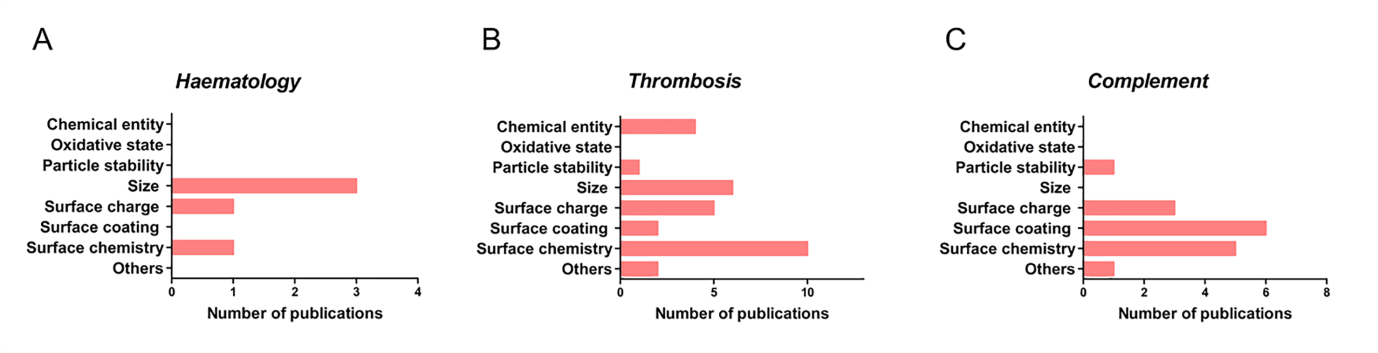 A
Haematology
Chemical entity
Oxidative state
Particle stability
Size
Surface charge
Surface coating
Surface chemistry
Others
0 1 2 3 4
Number of publications
B
Thrombosis
Chemical entity
Oxidative state
Particle stability
Size
Surface charge
Surface coating
Surface chemistry
Others
0 5 10
Number of publications
C
Complement
Chemical entity
Oxidative state
Particle stability
Size
Surface charge
Surface coating
Surface chemistry
Others
0 2 4 6 8
Number of publications